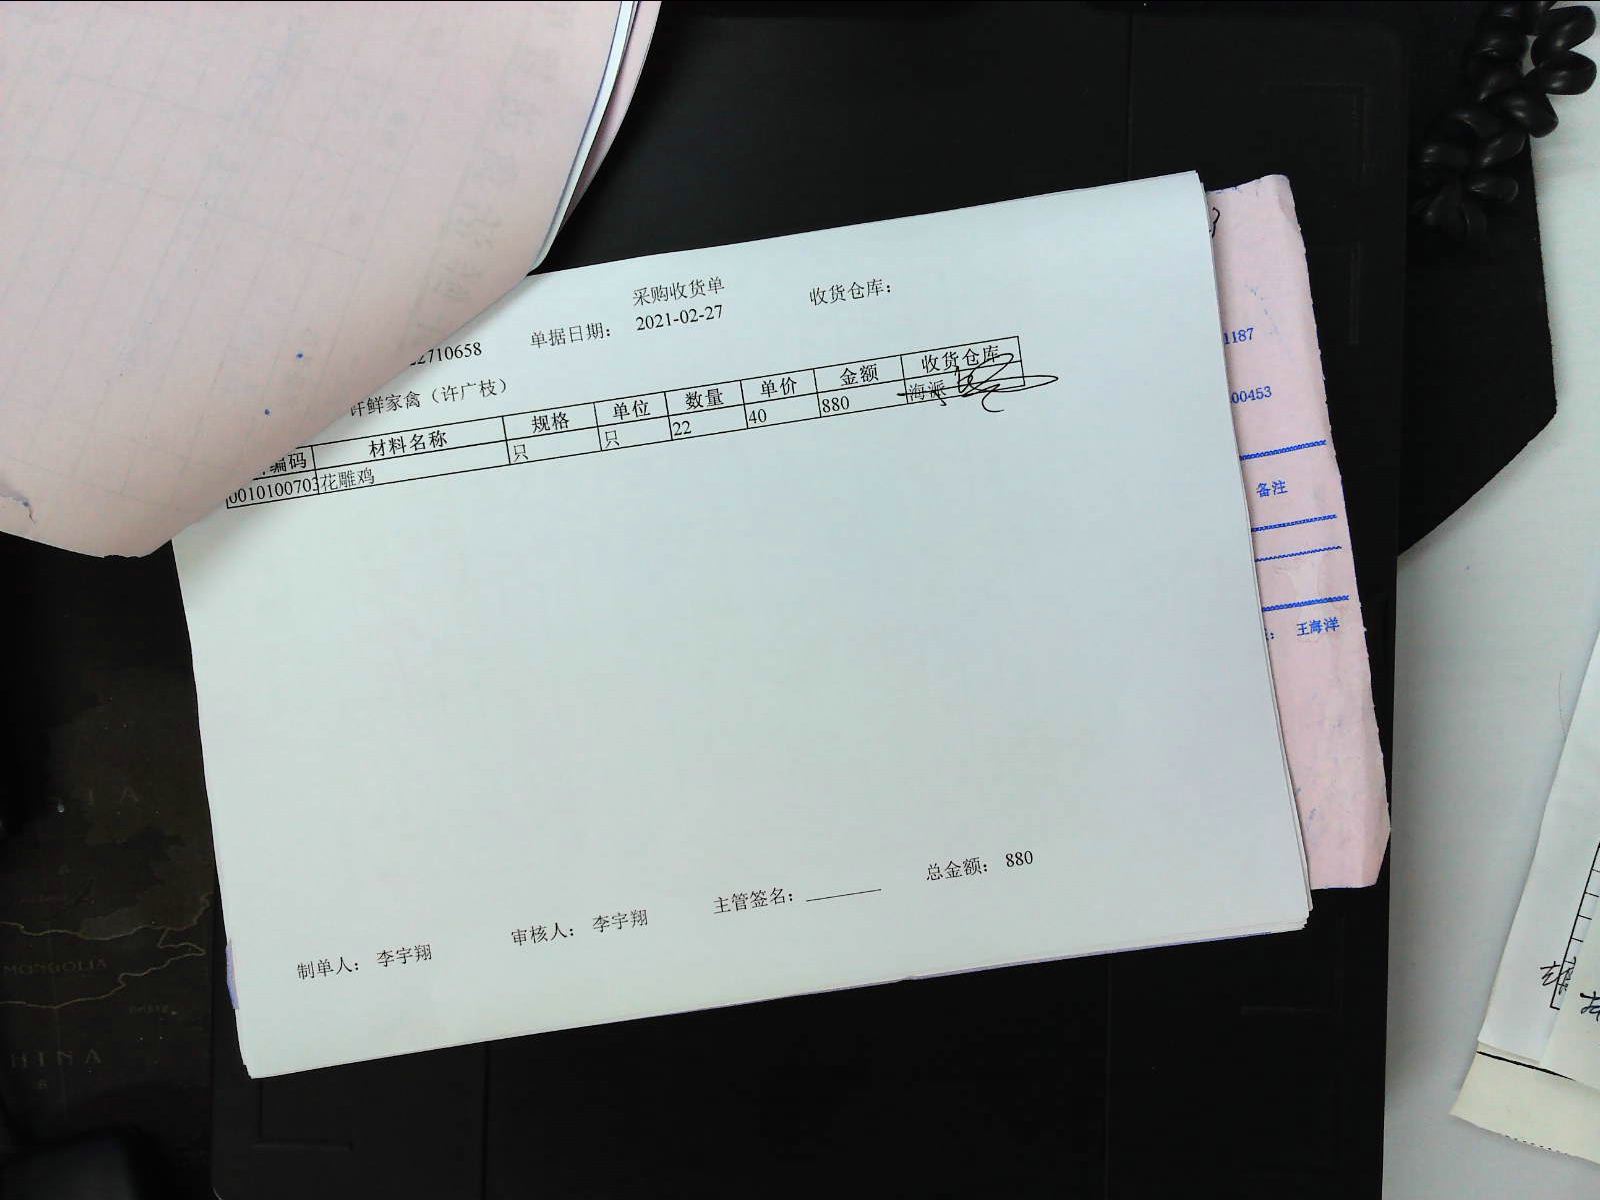 采购收货单
22710658 单据日期: 2021-02-27 收货仓库:
许鲜家禽（许广枝）
编码 材料名称 规格 单位 数量 单价 金额 收货仓库
0010100703 花雕鸡 只 只 22 40 880 海派
总金额: 880
制单人: 李宇翔 审核人: 李宇翔 主管签名:
1187
00453
备注
王海洋
MONGOLIA